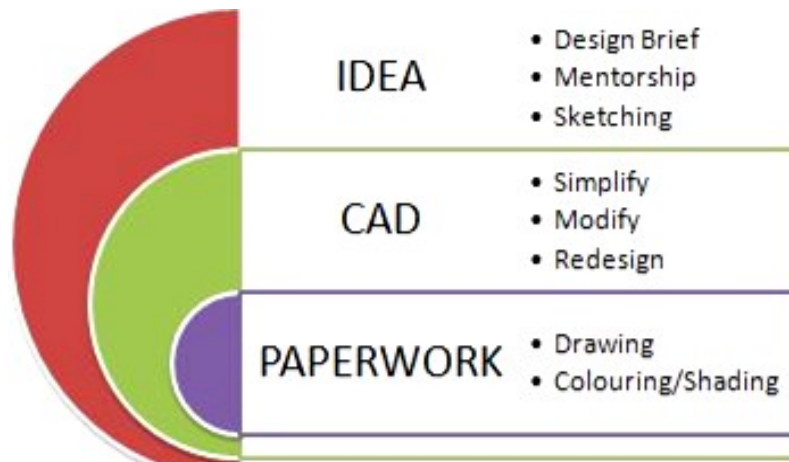 IDEA
• Design Brief
• Mentorship
• Sketching
CAD
• Simplify
• Modify
• Redesign
PAPERWORK
• Drawing
• Colouring/Shading